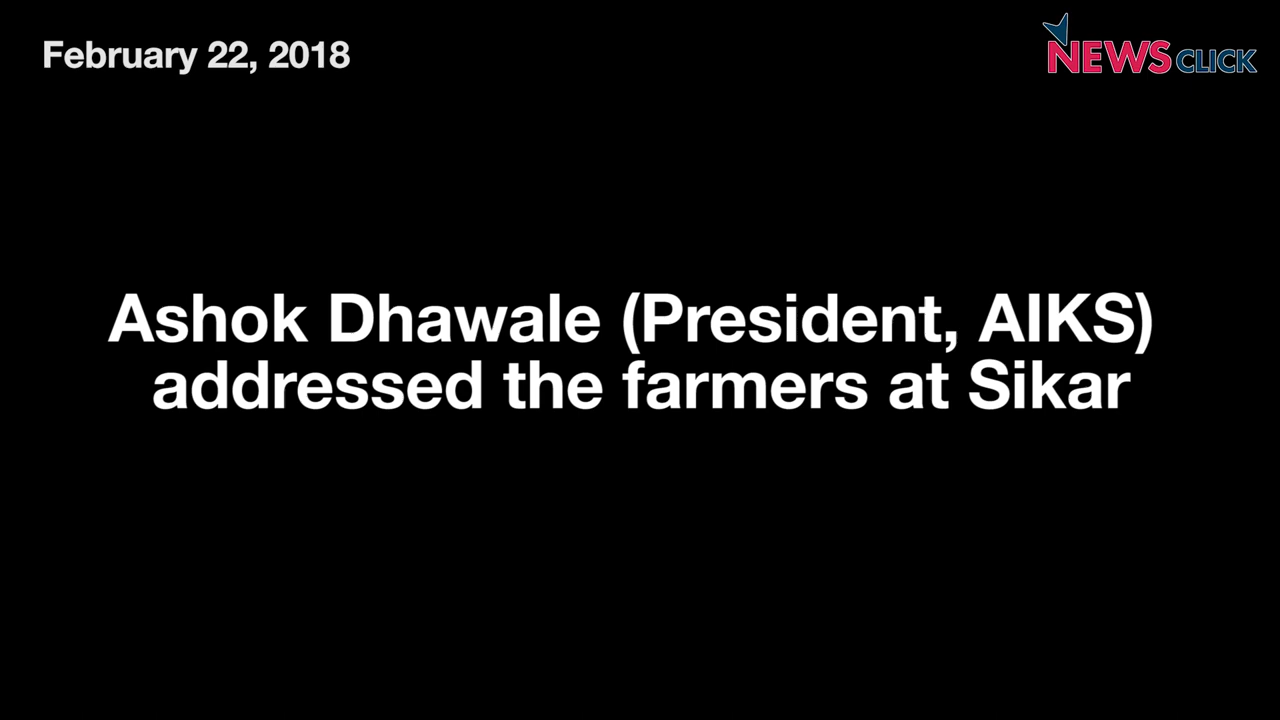 February 22, 2018
NEWSCLICK
Ashok Dhawale (President, AIKS)
addressed the farmers at Sikar